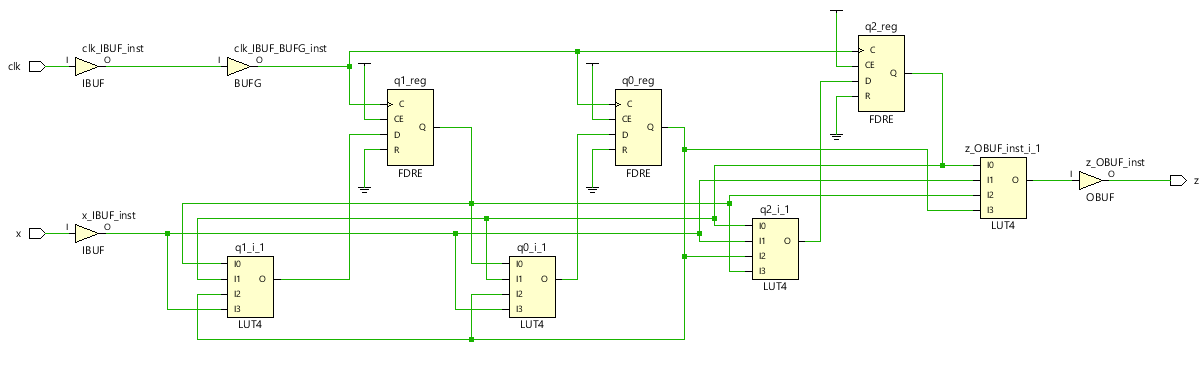 clk
I
clk_IBUF_inst
O
IBUF
I
clk_IBUF_BUFG_inst
O
BUFG
q1_reg
C
CE
D
R
Q
FDRE
q0_reg
C
CE
D
R
Q
FDRE
q2_reg
C
CE
D
R
Q
FDRE
x
I
x_IBUF_inst
O
IBUF
q1_i_1
I0
I1
I2
I3
O
LUT4
q0_i_1
I0
I1
I2
I3
O
LUT4
q2_i_1
I0
I1
I2
I3
O
LUT4
z_OBUF_inst_i_1
I0
I1
I2
I3
O
LUT4
z_OBUF_inst
I
O
OBUF
z